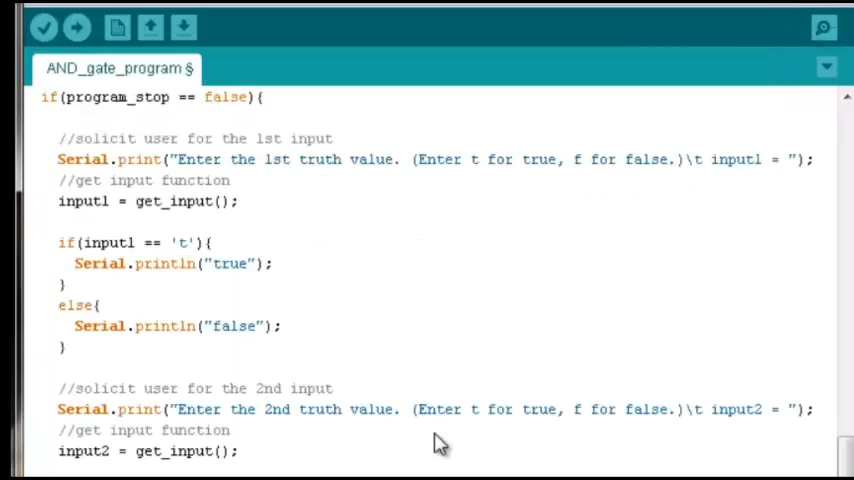 AND_gate_program §
if(program_stop == false){
//solicit user for the 1st input
Serial.print("Enter the 1st truth value. (Enter t for true, f for false.)\t input1 = ");
//get input function
input1 = get_input();
if(input1 == 't'){
Serial.println("true");
}
else{
Serial.println("false");
}
//solicit user for the 2nd input
Serial.print("Enter the 2nd truth value. (Enter t for true, f for false.)\t input2 = ");
//get input function
input2 = get_input();